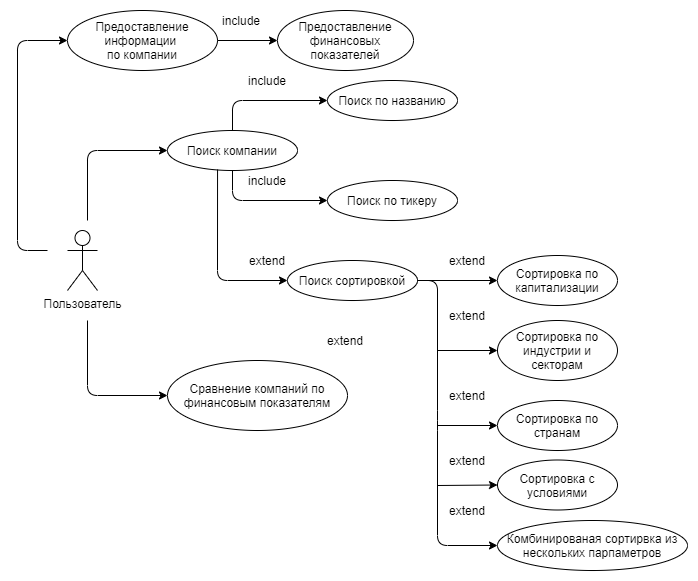 Предоставление
информации
по компании
include
Предоставление
финансовых
показателей
include
Поиск по названию
Поиск компании
include
Поиск по тикеру
extend
Поиск сортировкой
extend
Сортировка по
капитализации
Пользователь
extend
Сортировка по
индустрии и
секторам
extend
Сравнение компаний по
финансовым показателям
extend
Сортировка по
странам
extend
Сортировка с
условиями
extend
Комбинированая сортирвка из
нескольких парпаметров